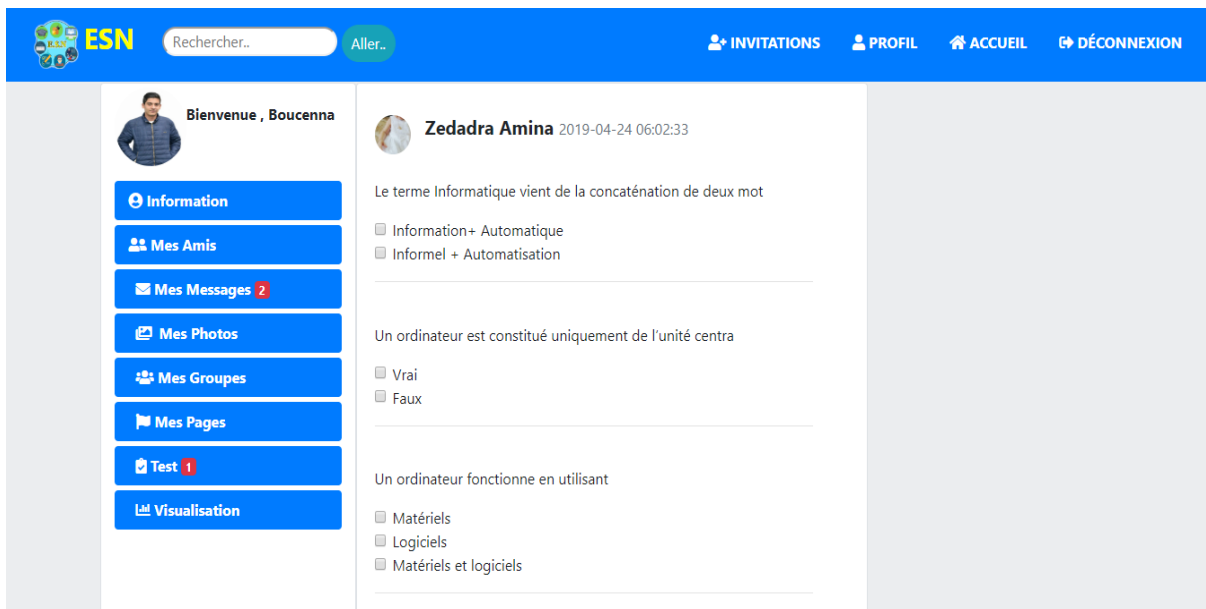 ESN Rechercher.. Aller.. INVITATIONS PROFIL ACCUEIL DÉCONNEXION
Bienvenue , Boucenna
Information
Mes Amis
Mes Messages 2
Mes Photos
Mes Groupes
Mes Pages
Test 1
Visualisation
Zedadra Amina 2019-04-24 06:02:33
Le terme Informatique vient de la concaténation de deux mot
Information+ Automatique
Informel + Automatisation
Un ordinateur est constitué uniquement de l’unité centra
Vrai
Faux
Un ordinateur fonctionne en utilisant
Matériels
Logiciels
Matériels et logiciels